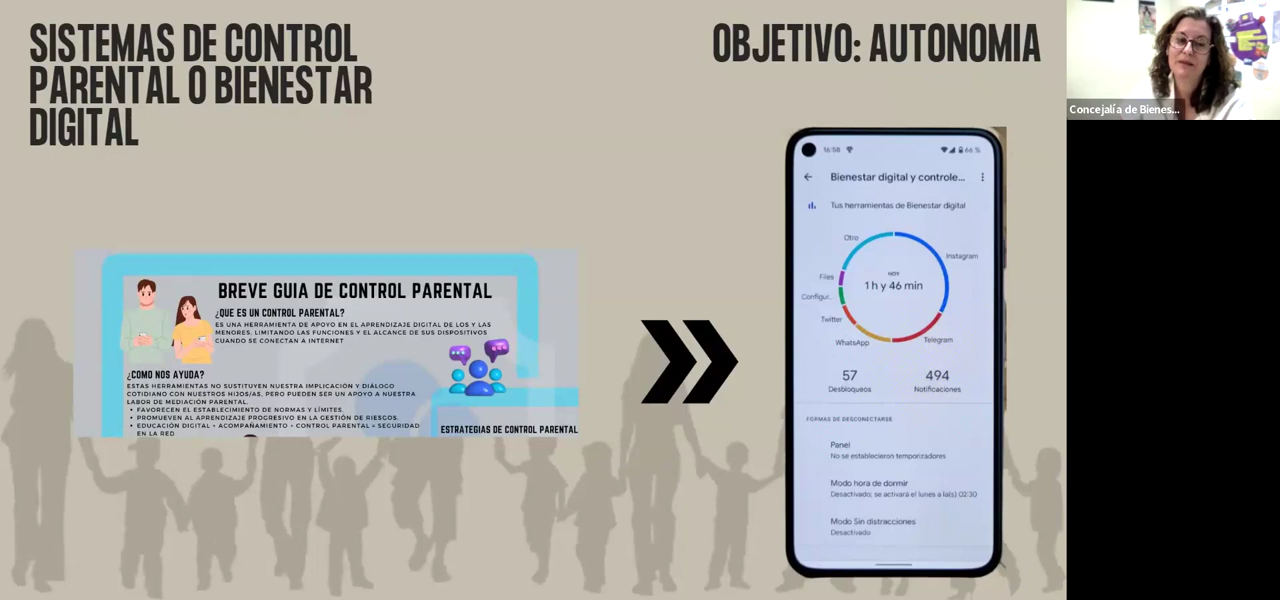 SISTEMAS DE CONTROL
PARENTAL O BIENESTAR
DIGITAL
OBJETIVO: AUTONOMIA
Concejalía de Bienes...
BREVE GUIA DE CONTROL PARENTAL
¿QUE ES UN CONTROL PARENTAL?
ES UNA HERRAMIENTA DE APOYO EN EL APRENDIZAJE DIGITAL DE LOS Y LAS
MENORES, LIMITANDO LAS FUNCIONES Y EL ALCANCE DE SUS DISPOSITIVOS
CUANDO SE CONECTAN A INTERNET
¿COMO NOS AYUDA?
ESTAS HERRAMIENTAS NO SUSTITUYEN NUESTRA IMPLICACIÓN Y DIÁLOGO
COTIDIANO CON NUESTROS HIJOS/AS, PERO PUEDEN SER UN APOYO A NUESTRA
LABOR DE MEDIACIÓN PARENTAL.
• FAVORECEN EL ESTABLECIMIENTO DE NORMAS Y LÍMITES
• PROMUEVEN AL APRENDIZAJE PROGRESIVO EN LA GESTIÓN DE RIESGOS.
• EDUCACIÓN DIGITAL + ACOMPAÑAMIENTO + CONTROL PARENTAL = SEGURIDAD
EN LA RED
ESTRATEGIAS DE CONTROL PARENTAL
16:58
66 %
Bienestar digital y controle...
Tus herramientas de Bienestar digital
Otro
Instagram
Files
HOY
1 h y 46 min
Configur...
Twitter
WhatsApp
Telegram
57
Desbloqueos
494
Notificaciones
FORMAS DE DESCONECTARSE
Panel
No se establecieron temporizadores
Modo hora de dormir
Desactivado; se activará el lunes a la(s) 02:30
Modo Sin distracciones
Desactivado